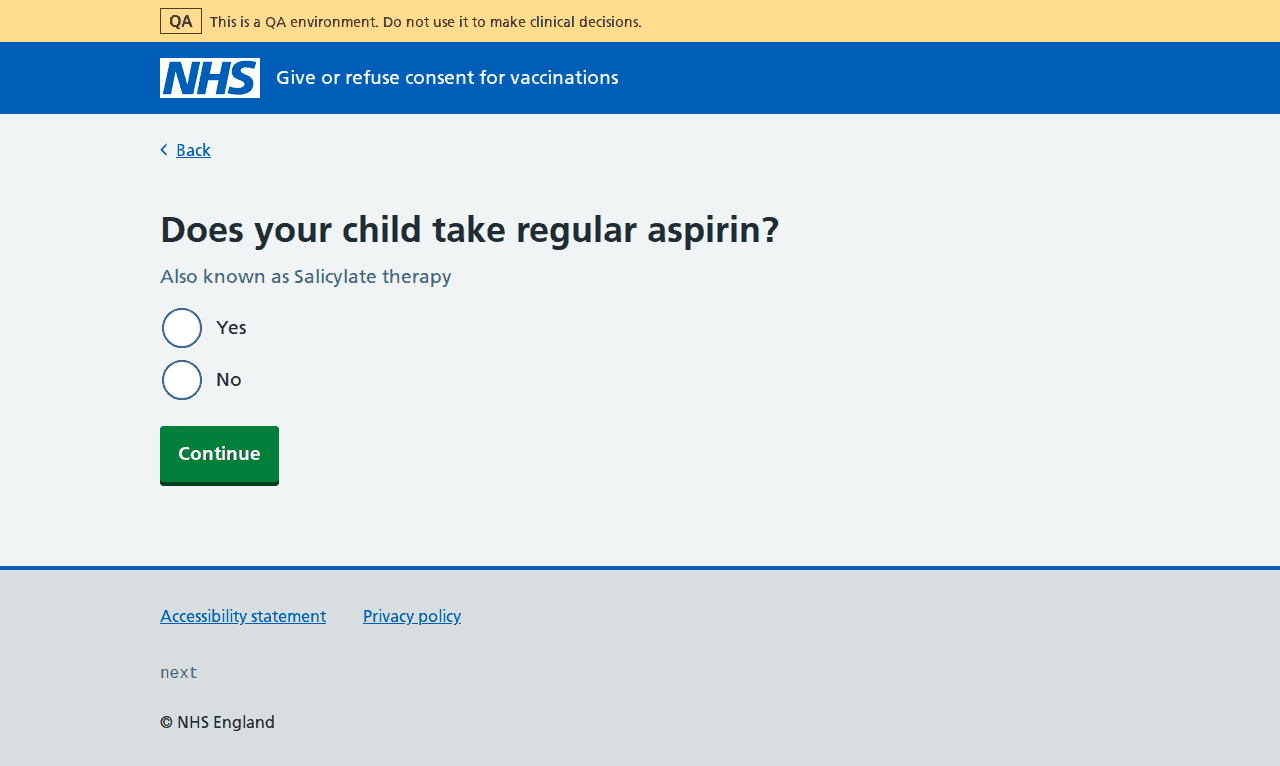 QA This is a QA environment. Do not use it to make clinical decisions.
NHS Give or refuse consent for vaccinations
Back
Does your child take regular aspirin?
Also known as Salicylate therapy
Yes
No
Continue
Accessibility statement Privacy policy
next
© NHS England